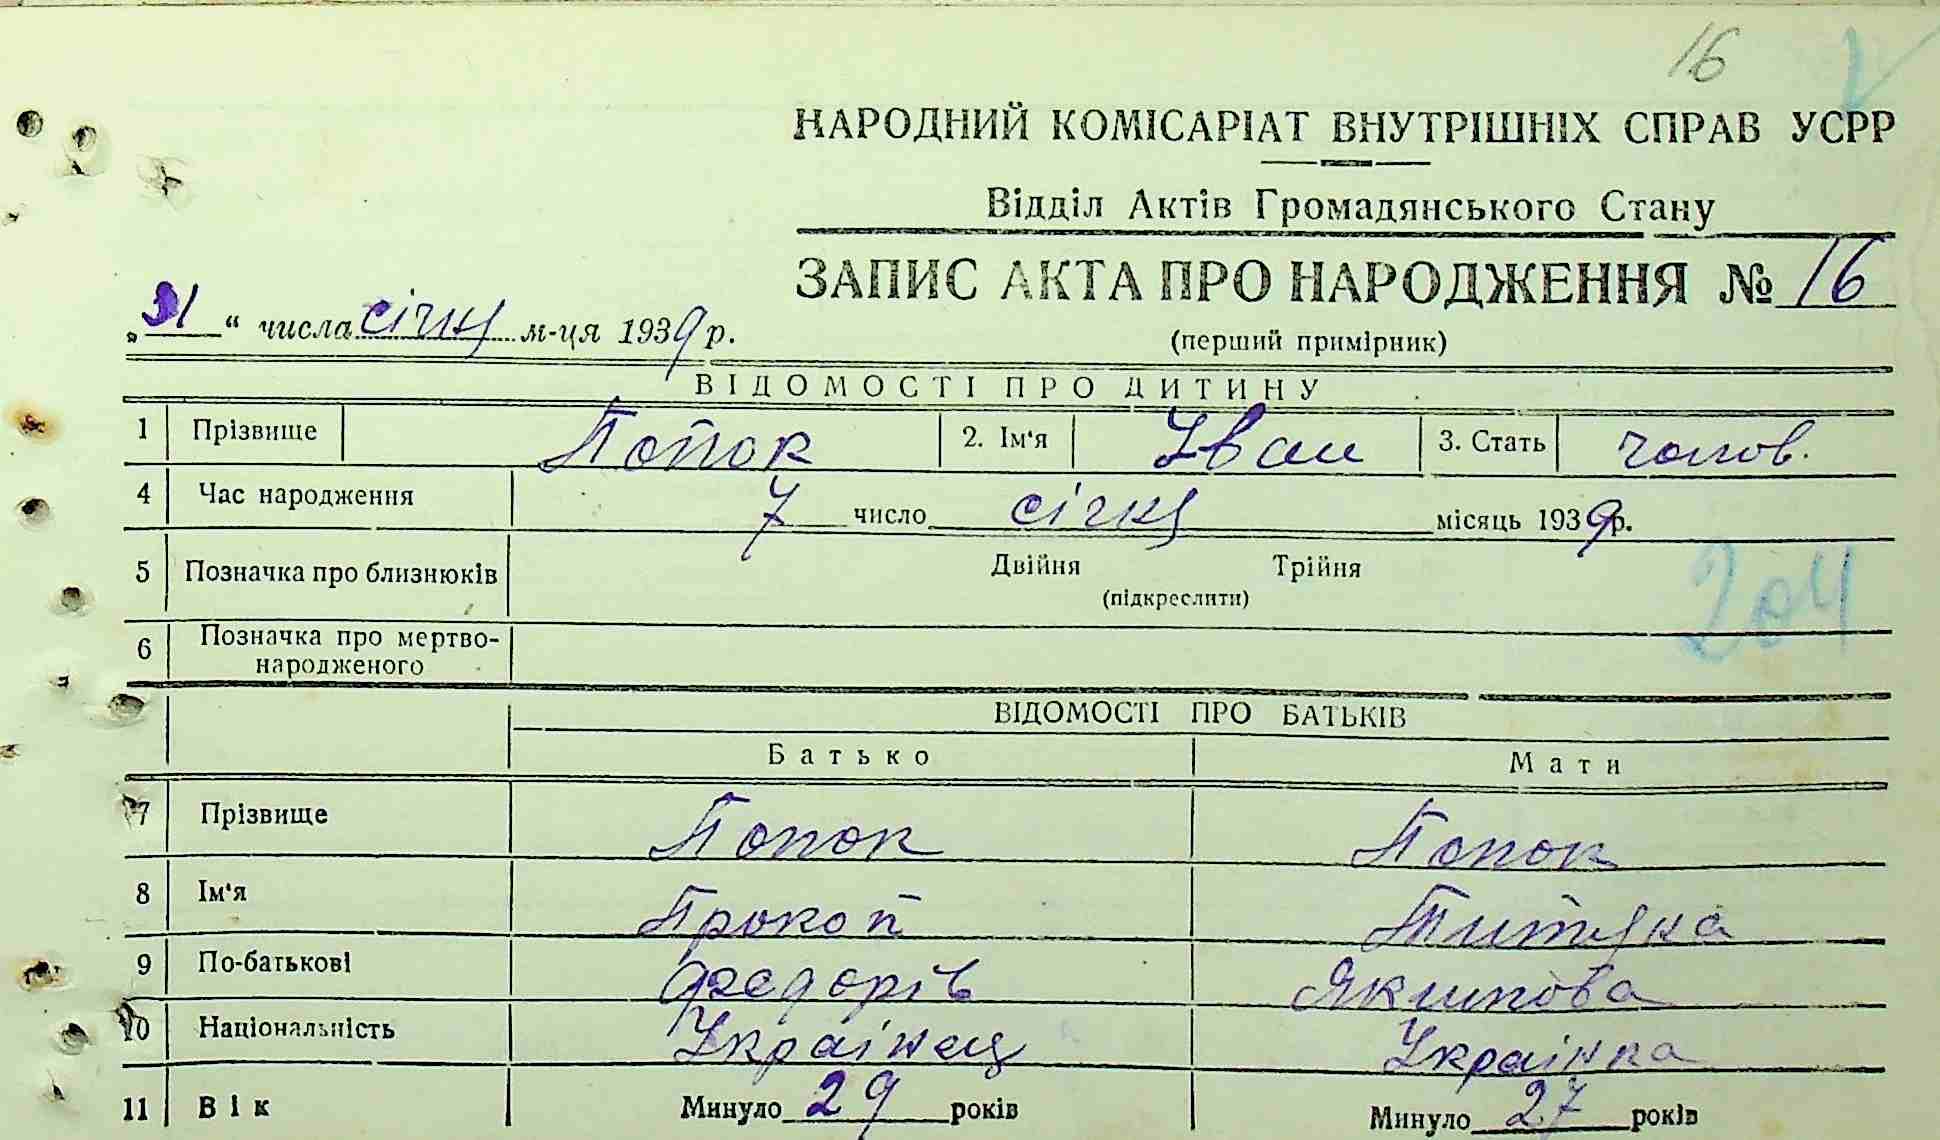 16
НАРОДНИЙ КОМІСАРІАТ ВНУТРІШНІХ СПРАВ УСРР
Відділ Актів Громадянського Стану
ЗАПИС АКТА ПРО НАРОДЖЕННЯ № 16
„31“ числа січня м-ця 1939 р.
(перший примірник)
ВІДОМОСТІ ПРО ДИТИНУ
1 Прізвище Попок 2. Ім'я Іван 3. Стать чолов.
4 Час народження 7 число січня місяць 1939 р.
5 Позначка про близнюків Двійня Трійня
(підкреслити)
204
6 Позначка про мертво-
народженого
ВІДОМОСТІ ПРО БАТЬКІВ
Батько Мати
7 Прізвище Попок Попок
8 Ім'я Прокоп
9 По-батькові Федорів Якимова
10 Національність Українец Українка
11 Вік Минуло 29 років Минуло 27 років